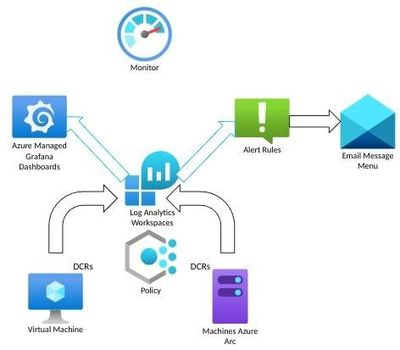 Monitor
Azure Managed
Grafana
Dashboards
Alert Rules
Email Message
Menu
Log Analytics
Workspaces
DCRs
DCRs
Policy
Virtual Machine
Machines Azure
Arc